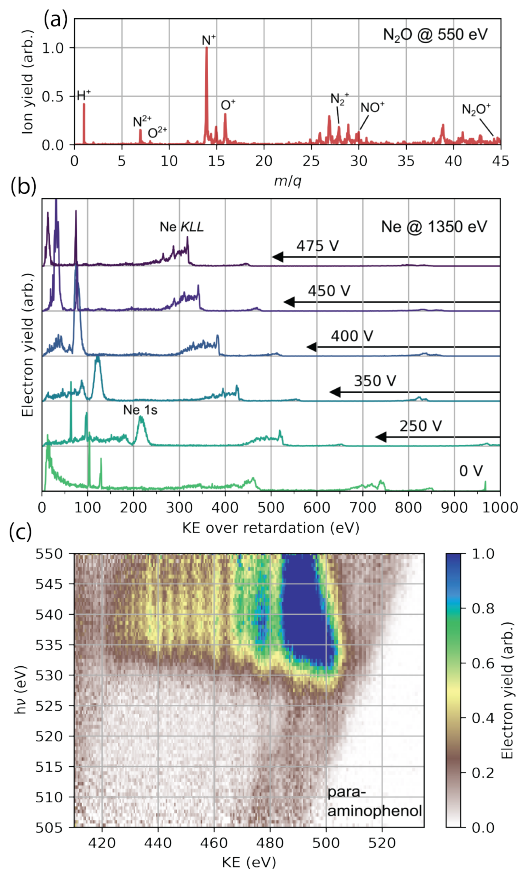 (a)
N₂O @ 550 eV
Ion yield (arb.)
1.0
0.5
0.0
H⁺
N²⁺
O²⁺
N⁺
O⁺
N₂⁺
NO⁺
N₂O⁺
0 5 10 15 20 25 30 35 40 45
m/q
(b)
Ne @ 1350 eV
Ne KLL
475 V
450 V
400 V
350 V
Ne 1s
250 V
0 V
Electron yield (arb.)
0 100 200 300 400 500 600 700 800 900 1000
KE over retardation (eV)
(c)
550
545
540
535
530
525
520
515
510
505
hν (eV)
para-
aminophenol
420 440 460 480 500 520
KE (eV)
1.0
0.8
0.6
0.4
0.2
0.0
Electron yield (arb.)